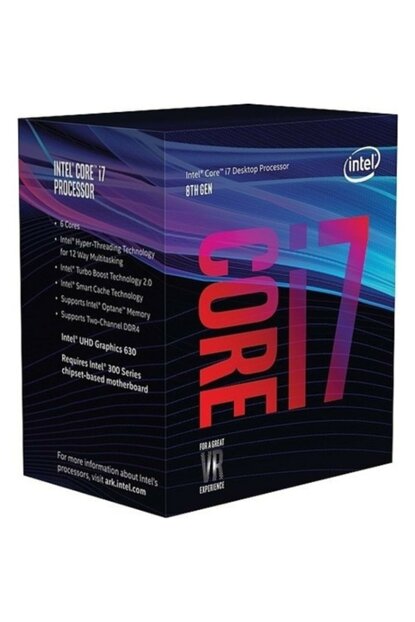 INTEL® CORE™ i7
PROCESSOR
• 6 Cores
• Intel® Hyper-Threading Technology
for 12 Way Multitasking
• Intel® Turbo Boost Technology 2.0
• Intel® Smart Cache Technology
• Supports Intel® Optane™ Memory
• Supports Two-Channel DDR4
Intel® UHD Graphics 630
Requires Intel® 300 Series
chipset-based motherboard
For more information about Intel's
processors, visit ark.intel.com
Intel® Core™ i7 Desktop Processor
8TH GEN
intel
CORE i7
FOR A GREAT
VR
EXPERIENCE